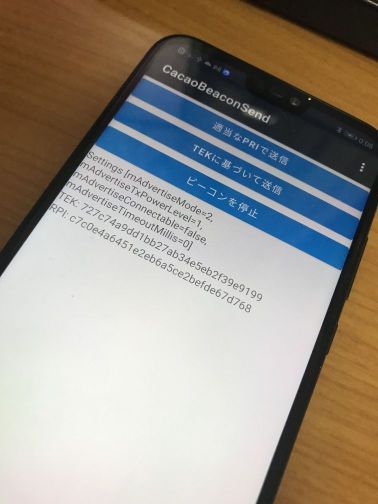 0:08
CacaoBeaconSend
適当なPRIで送信
TEKに基づいて送信
ビーコンを停止
Settings [mAdvertiseMode=2,
mAdvertiseTxPowerLevel=1,
mAdvertiseConnectable=false,
mAdvertiseTimeoutMillis=0]
TEK: 727c74a9dd1bb27ab34e5eb2f39e9199
RPI: c7c0e4a6451e2eb6a5ce2befde67d768